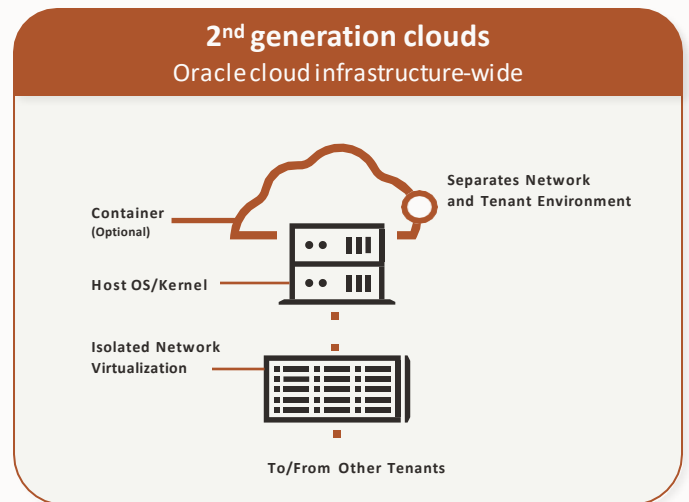 2nd generation clouds
Oracle cloud infrastructure-wide
Separates Network
and Tenant Environment
Container
(Optional)
Host OS/Kernel
Isolated Network
Virtualization
To/From Other Tenants